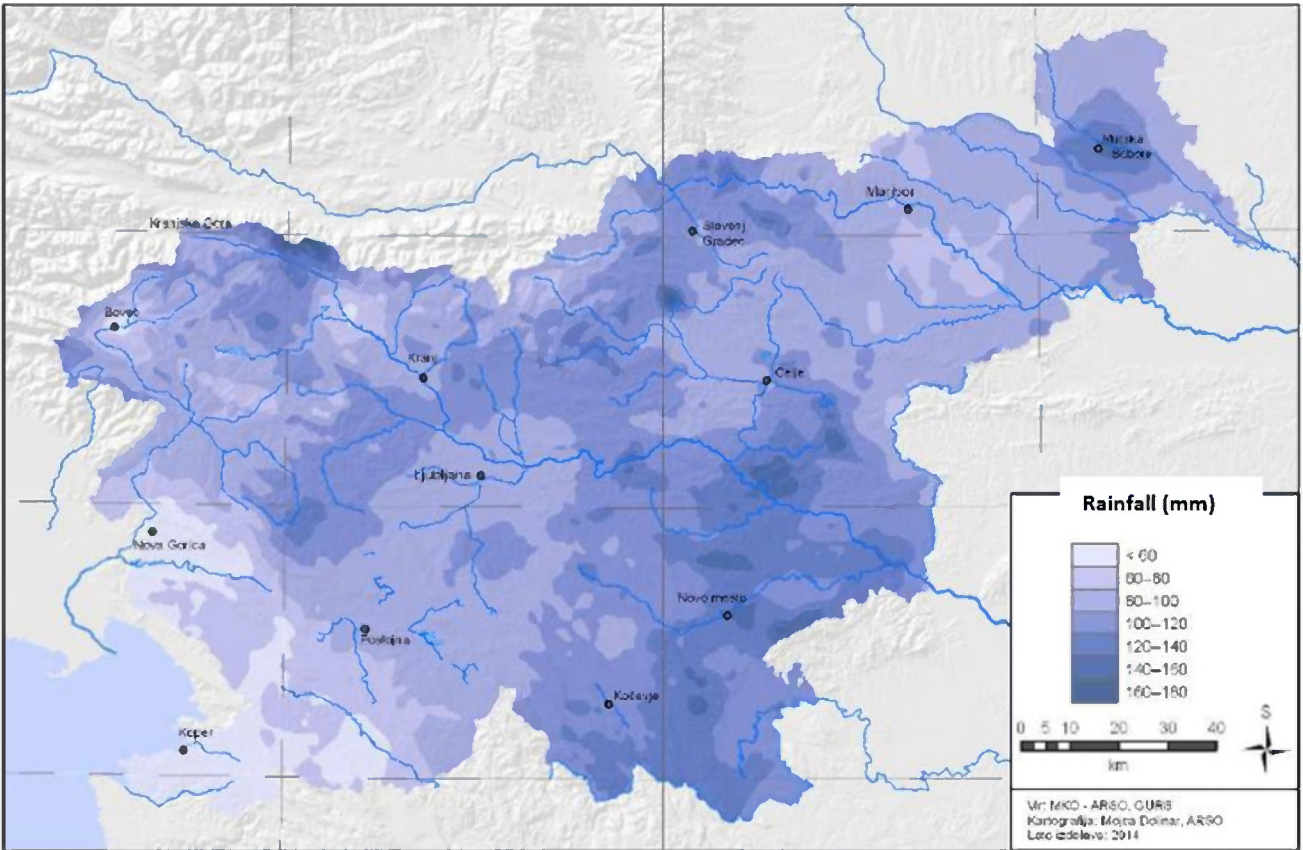 Murska
Sobota
Maribor
Slovenj
Gradec
Kranjska Gora
Bovec
Kranj
Celje
Ljubljana
Nova Gorica
Novo mesto
Postojna
Kočevje
Koper
Rainfall (mm)
< 60
60–80
80–100
100–120
120–140
140–160
160–180
S
0 5 10 20 30 40
km
Vir: MKO - ARSO, GURS
Kartografija: Mojca Dolinar, ARSO
Leto izdelave: 2014